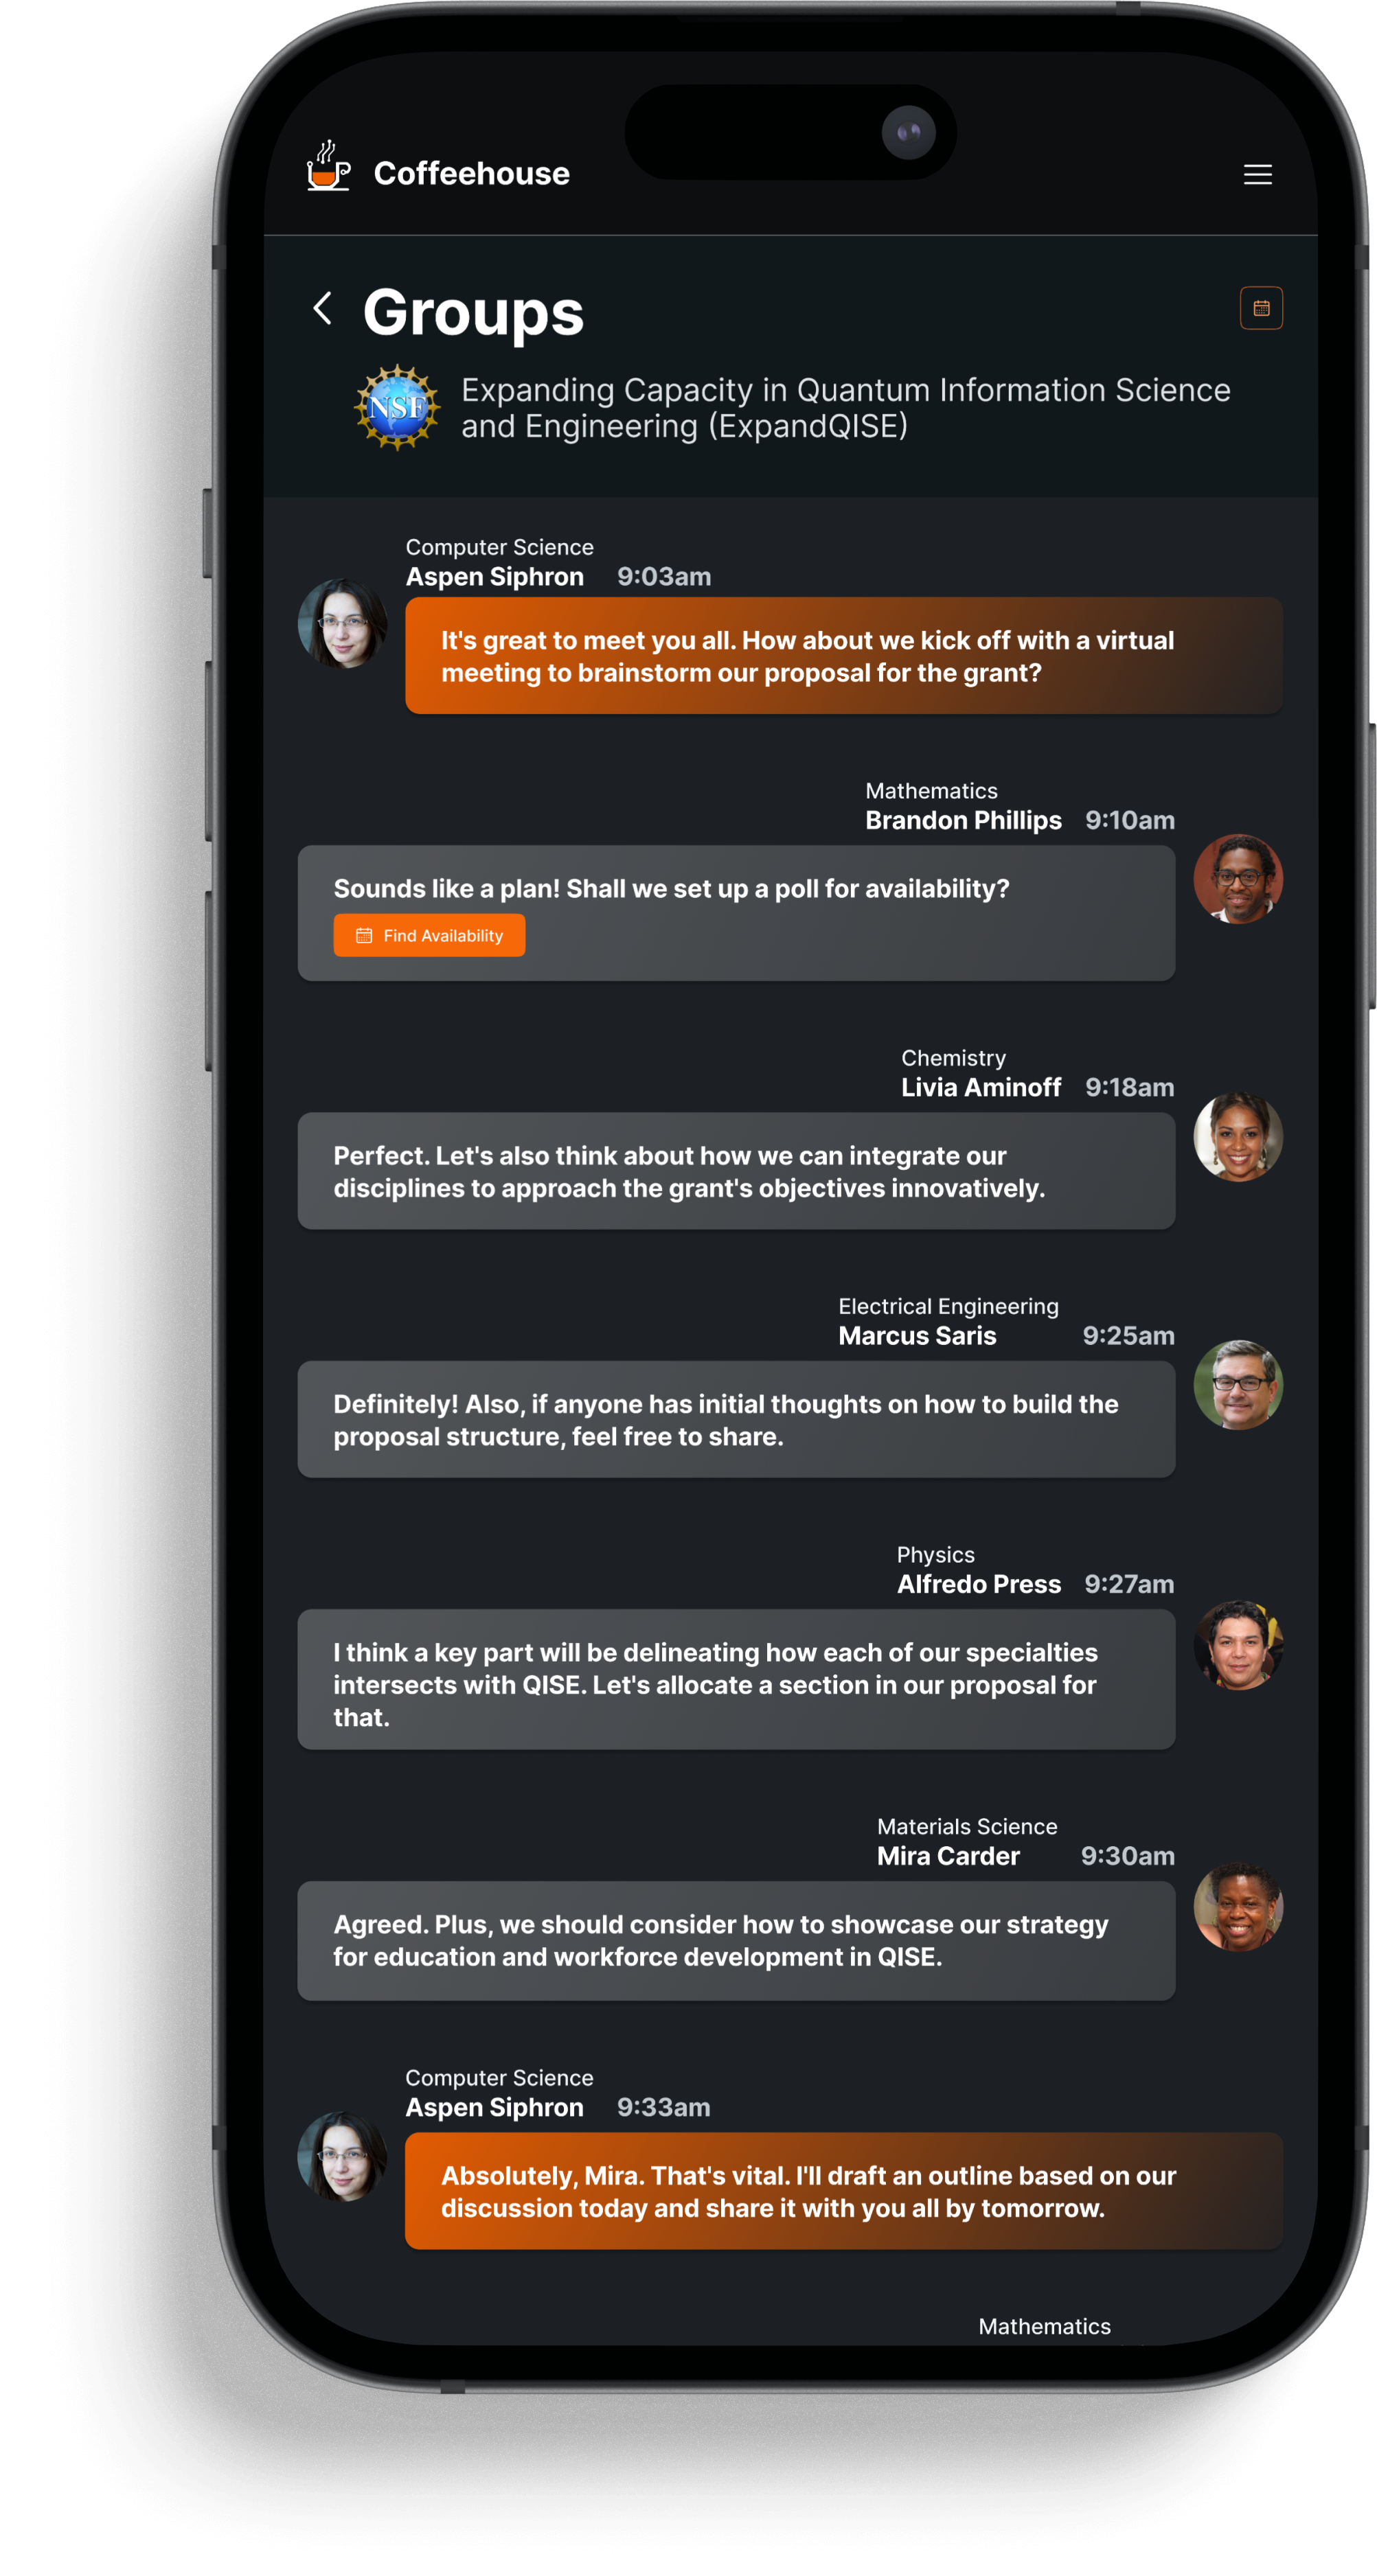 Coffeehouse
Groups
NSF
Expanding Capacity in Quantum Information Science
and Engineering (ExpandQISE)
Computer Science
Aspen Siphron 9:03am
It's great to meet you all. How about we kick off with a virtual
meeting to brainstorm our proposal for the grant?
Mathematics
Brandon Phillips 9:10am
Sounds like a plan! Shall we set up a poll for availability?
Find Availability
Chemistry
Livia Aminoff 9:18am
Perfect. Let's also think about how we can integrate our
disciplines to approach the grant's objectives innovatively.
Electrical Engineering
Marcus Saris 9:25am
Definitely! Also, if anyone has initial thoughts on how to build the
proposal structure, feel free to share.
Physics
Alfredo Press 9:27am
I think a key part will be delineating how each of our specialties
intersects with QISE. Let's allocate a section in our proposal for
that.
Materials Science
Mira Carder 9:30am
Agreed. Plus, we should consider how to showcase our strategy
for education and workforce development in QISE.
Computer Science
Aspen Siphron 9:33am
Absolutely, Mira. That's vital. I'll draft an outline based on our
discussion today and share it with you all by tomorrow.
Mathematics